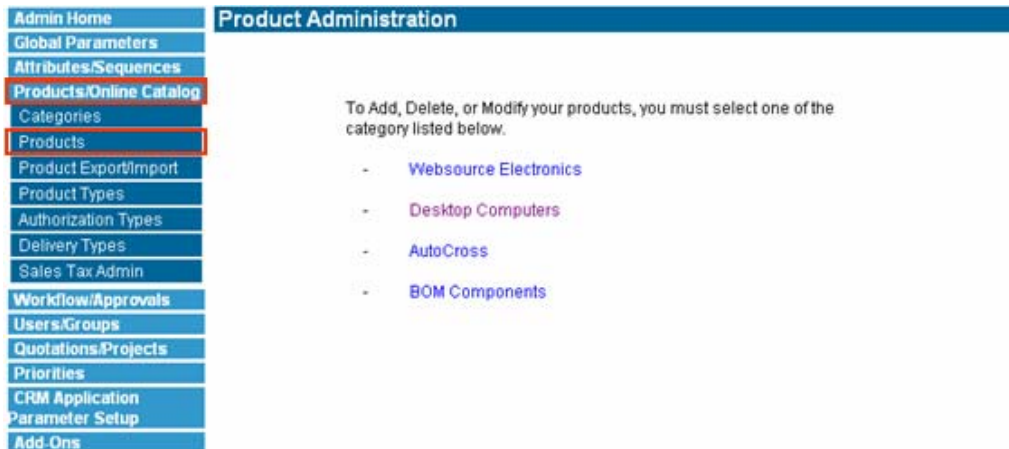 Admin Home
Global Parameters
Attributes/Sequences
Products/Online Catalog
Categories
Products
Product Export/Import
Product Types
Authorization Types
Delivery Types
Sales Tax Admin
Workflow/Approvals
Users/Groups
Quotations/Projects
Priorities
CRM Application
Parameter Setup
Add-Ons
Product Administration
To Add, Delete, or Modify your products, you must select one of the
category listed below.
- Websource Electronics
- Desktop Computers
- AutoCross
- BOM Components